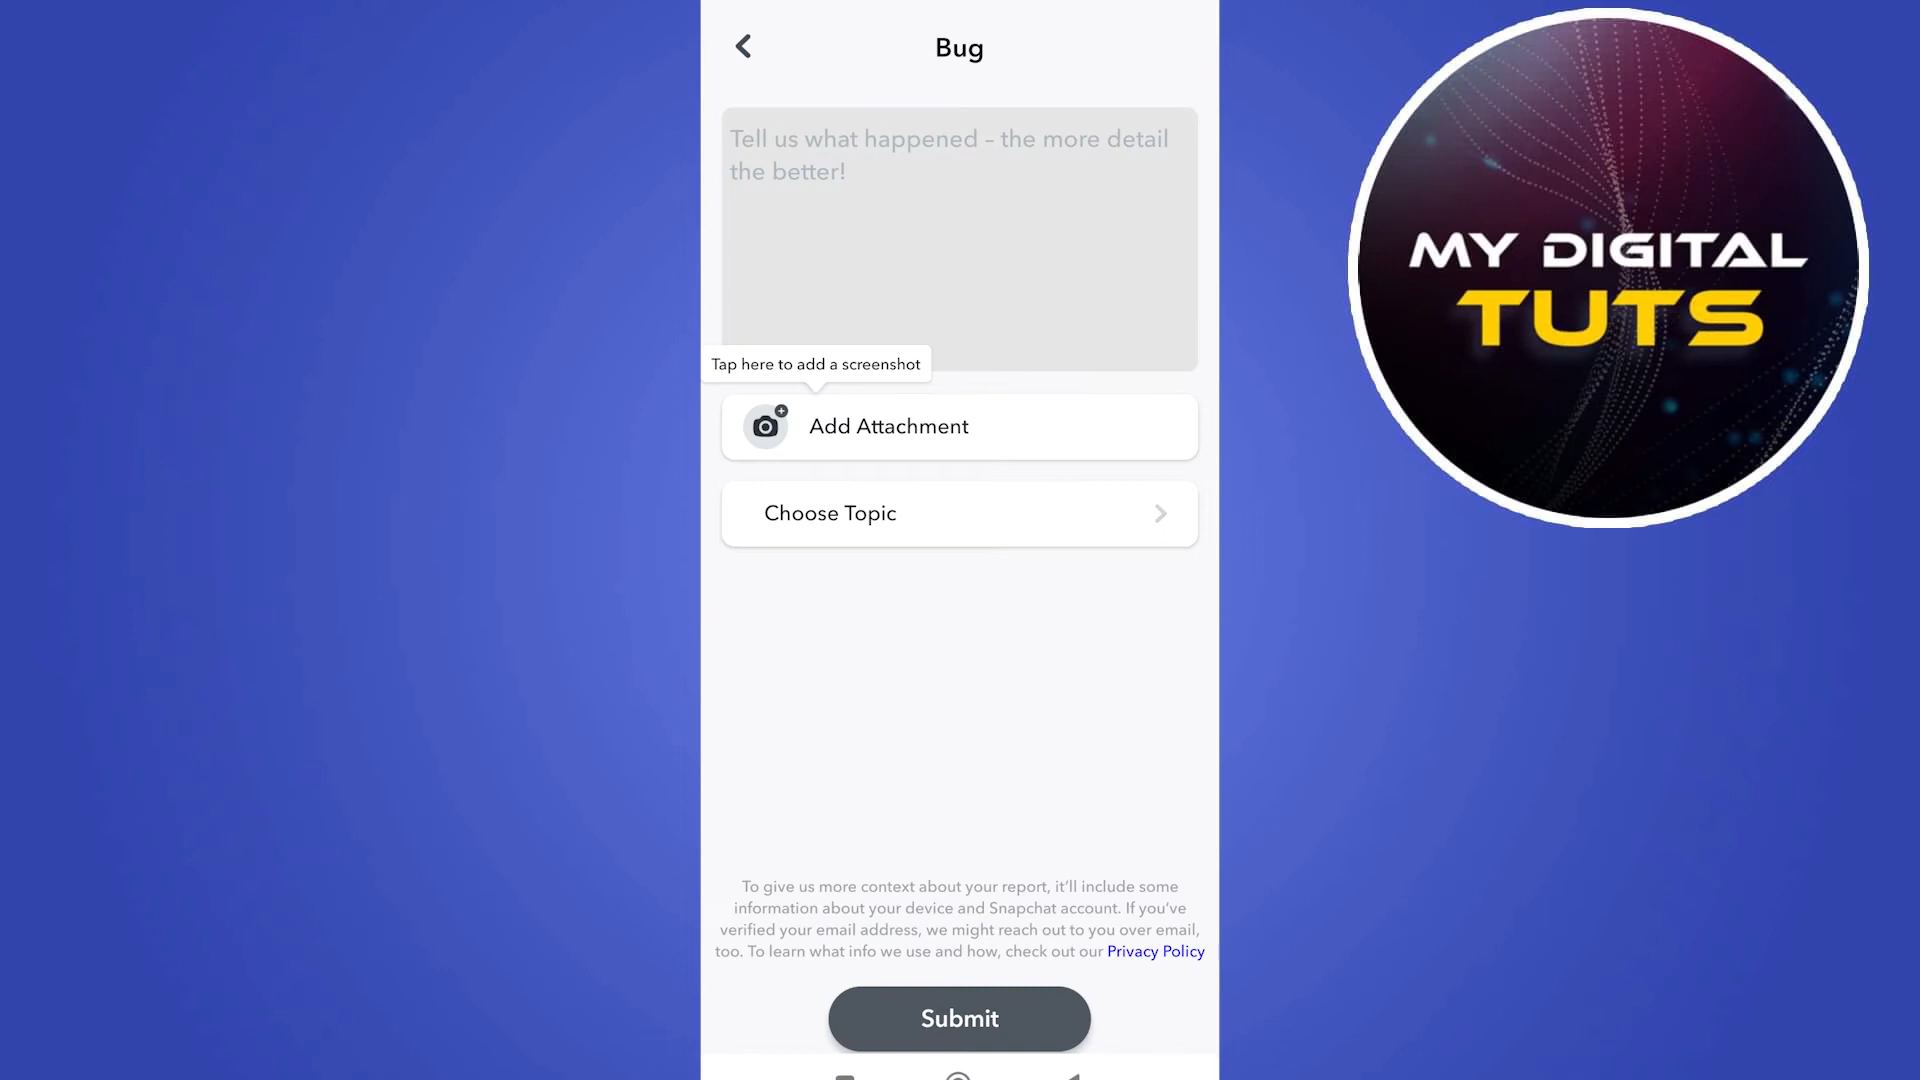 Bug
Tell us what happened – the more detail
the better!
Tap here to add a screenshot
Add Attachment
Choose Topic
To give us more context about your report, it’ll include some
information about your device and Snapchat account. If you’ve
verified your email address, we might reach out to you over email,
too. To learn what info we use and how, check out our Privacy Policy
Submit
MY DIGITAL
TUTS